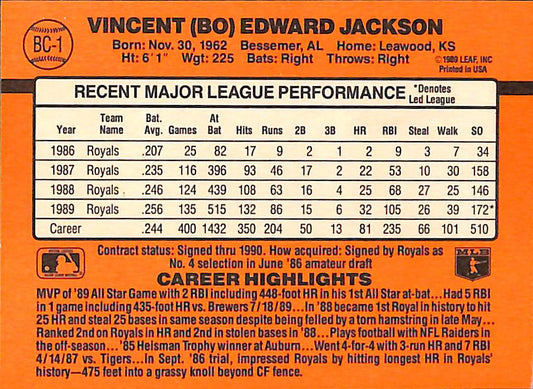 BC-1
VINCENT (BO) EDWARD JACKSON
Born: Nov. 30, 1962 Bessemer, AL Home: Leawood, KS
Ht: 6'1" Wgt: 225 Bats: Right Throws: Right
©1989 LEAF, INC
Printed in USA
RECENT MAJOR LEAGUE PERFORMANCE *Denotes Led League
Year Team Name Bat. Avg. Games At Bat Hits Runs 2B 3B HR RBI Steal Walk SO
1986 Royals .207 25 82 17 9 2 1 2 9 3 7 34
1987 Royals .235 116 396 93 46 17 2 22 53 10 30 158
1988 Royals .246 124 439 108 63 16 4 25 68 27 25 146
1989 Royals .256 135 515 132 86 15 6 32 105 26 39 172*
Career .244 400 1432 350 204 50 13 81 235 66 101 510
Contract status: Signed thru 1990. How acquired: Signed by Royals as
No. 4 selection in June '86 amateur draft
MLB
CAREER HIGHLIGHTS
MVP of '89 All Star Game with 2 RBI including 448-foot HR in his 1st All Star at-bat...Had 5 RBI
in 1 game including 435-foot HR vs. Brewers 7/18/89...In '88 became 1st Royal in history to hit
25 HR and steal 25 bases in same season despite being felled by a torn hamstring in late May...
Ranked 2nd on Royals in HR and 2nd in stolen bases in '88...Plays football with NFL Raiders in
the off-season...'85 Heisman Trophy winner at Auburn...Went 4-for-4 with 3-run HR and 7 RBI
4/14/87 vs. Tigers...In Sept. '86 trial, impressed Royals by hitting longest HR in Royals'
history—475 feet into a grassy knoll beyond CF fence.